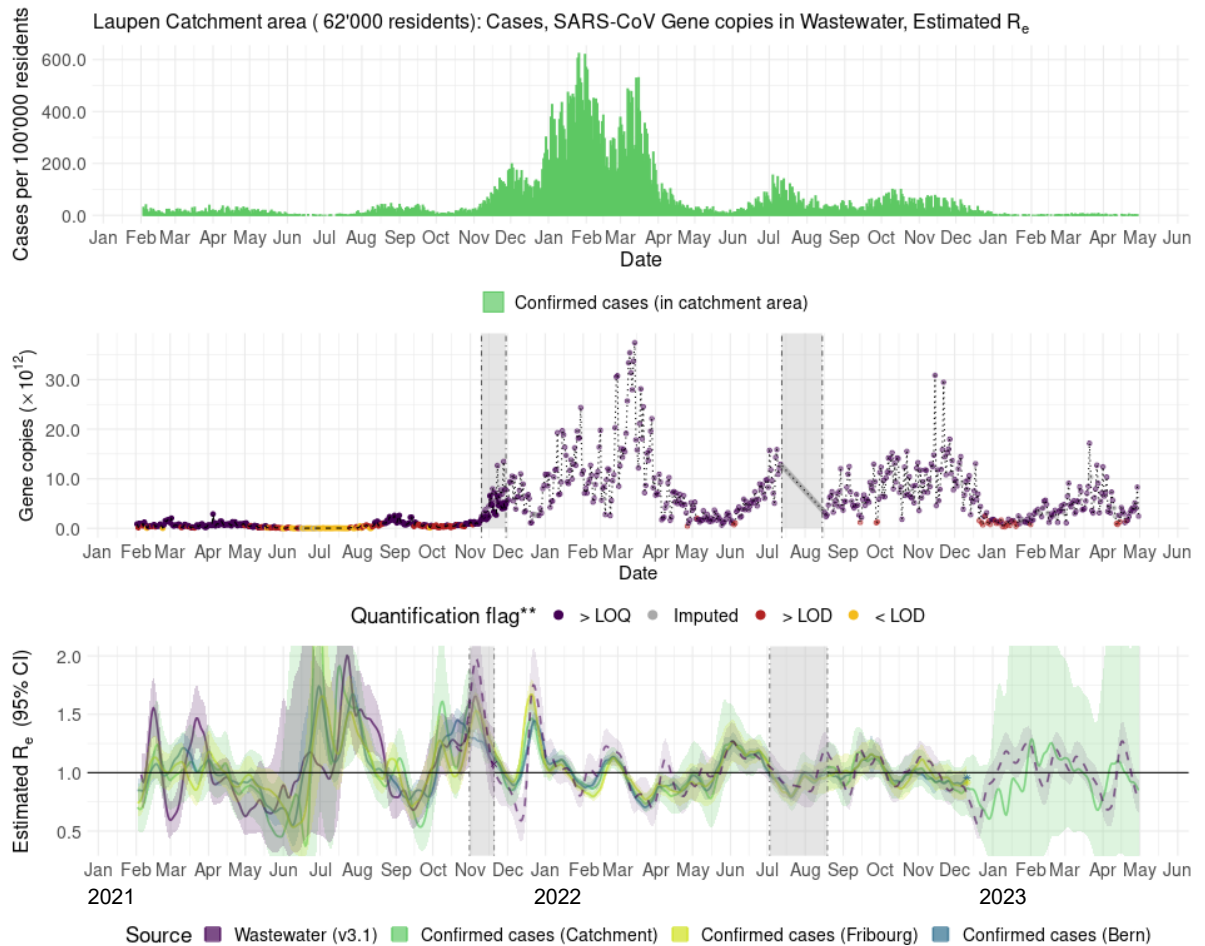 Laupen Catchment area ( 62'000 residents): Cases, SARS-CoV Gene copies in Wastewater, Estimated Re
Cases per 100'000 residents
600.0
400.0
200.0
0.0
Jan Feb Mar Apr May Jun Jul Aug Sep Oct Nov Dec Jan Feb Mar Apr May Jun Jul Aug Sep Oct Nov Dec Jan Feb Mar Apr May Jun
Date
Confirmed cases (in catchment area)
Gene copies (×10¹²)
30.0
20.0
10.0
0.0
Jan Feb Mar Apr May Jun Jul Aug Sep Oct Nov Dec Jan Feb Mar Apr May Jun Jul Aug Sep Oct Nov Dec Jan Feb Mar Apr May Jun
Date
Quantification flag** > LOQ Imputed > LOD < LOD
Estimated Re (95% CI)
2.0
1.5
1.0
0.5
Jan Feb Mar Apr May Jun Jul Aug Sep Oct Nov Dec Jan Feb Mar Apr May Jun Jul Aug Sep Oct Nov Dec Jan Feb Mar Apr May Jun
2021 2022 2023
Source Wastewater (v3.1) Confirmed cases (Catchment) Confirmed cases (Fribourg) Confirmed cases (Bern)